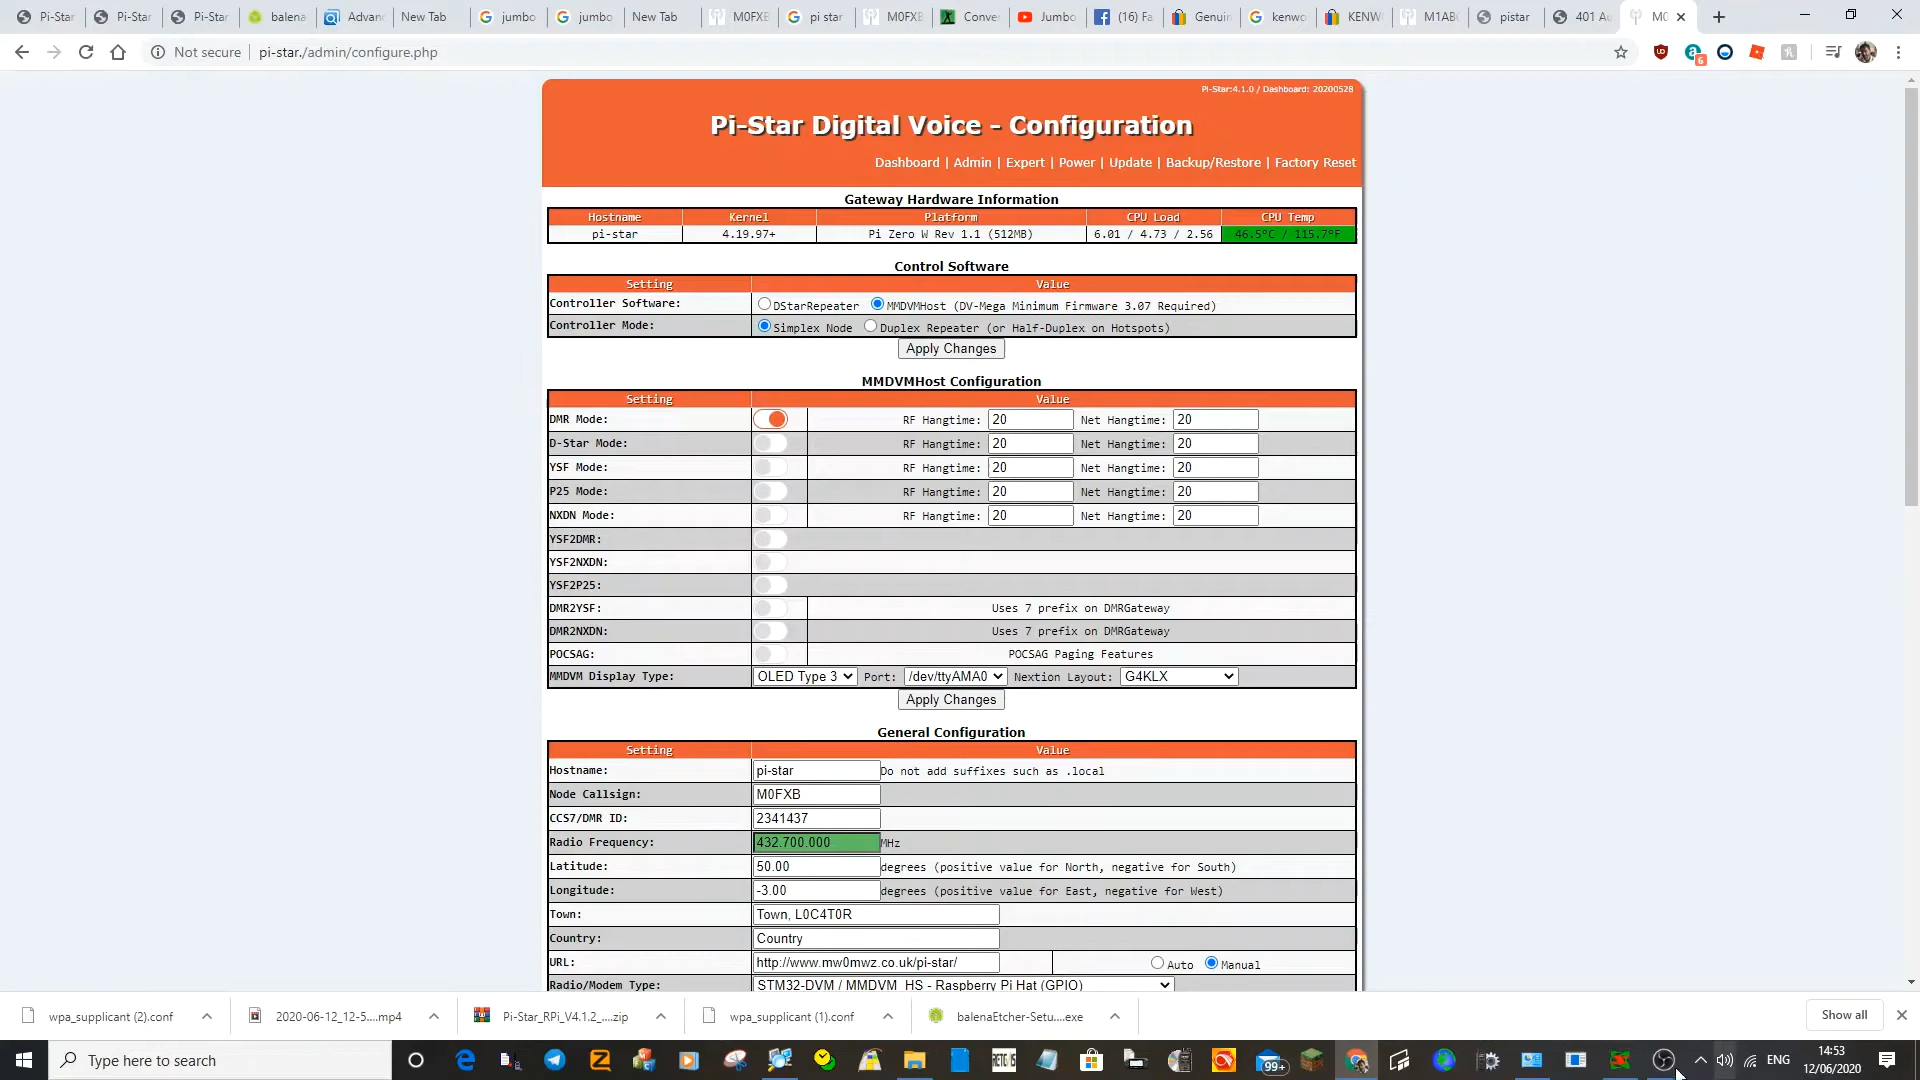 Pi-Star
Pi-Star
Pi-Star
balena
Advanc
New Tab
jumbo
jumbo
New Tab
M0FXB
pi star
M0FXB
Conve
Jumbo
(16) Fa
Genuin
kenwo
KENW
M1AB
pistar
401 Au
M0
Not secure
pi-star./admin/configure.php
6
Pi-Star:4.1.0 / Dashboard: 20200528
Pi-Star Digital Voice - Configuration
Dashboard | Admin | Expert | Power | Update | Backup/Restore | Factory Reset
Gateway Hardware Information
Hostname Kernel Platform CPU Load CPU Temp
pi-star 4.19.97+ Pi Zero W Rev 1.1 (512MB) 6.01 / 4.73 / 2.56 46.5°C / 115.7°F
Control Software
Setting Value
Controller Software: DStarRepeater MMDVMHost (DV-Mega Minimum Firmware 3.07 Required)
Controller Mode: Simplex Node Duplex Repeater (or Half-Duplex on Hotspots)
Apply Changes
MMDVMHost Configuration
Setting Value
DMR Mode: RF Hangtime: 20 Net Hangtime: 20
D-Star Mode: RF Hangtime: 20 Net Hangtime: 20
YSF Mode: RF Hangtime: 20 Net Hangtime: 20
P25 Mode: RF Hangtime: 20 Net Hangtime: 20
NXDN Mode: RF Hangtime: 20 Net Hangtime: 20
YSF2DMR:
YSF2NXDN:
YSF2P25:
DMR2YSF: Uses 7 prefix on DMRGateway
DMR2NXDN: Uses 7 prefix on DMRGateway
POCSAG: POCSAG Paging Features
MMDVM Display Type: OLED Type 3 Port: /dev/ttyAMA0 Nextion Layout: G4KLX
Apply Changes
General Configuration
Setting Value
Hostname: pi-star Do not add suffixes such as .local
Node Callsign: M0FXB
CCS7/DMR ID: 2341437
Radio Frequency: 432.700.000 MHz
Latitude: 50.00 degrees (positive value for North, negative for South)
Longitude: -3.00 degrees (positive value for East, negative for West)
Town: Town, L0C4T0R
Country: Country
URL: http://www.mw0mwz.co.uk/pi-star/ Auto Manual
Radio/Modem Type: STM32-DVM / MMDVM_HS - Raspberry Pi Hat (GPIO)
wpa_supplicant (2).conf
2020-06-12_12-5....mp4
Pi-Star_RPi_V4.1.2_....zip
wpa_supplicant (1).conf
balenaEtcher-Setu....exe
Show all
Type here to search
99+
ENG
14:53
12/06/2020